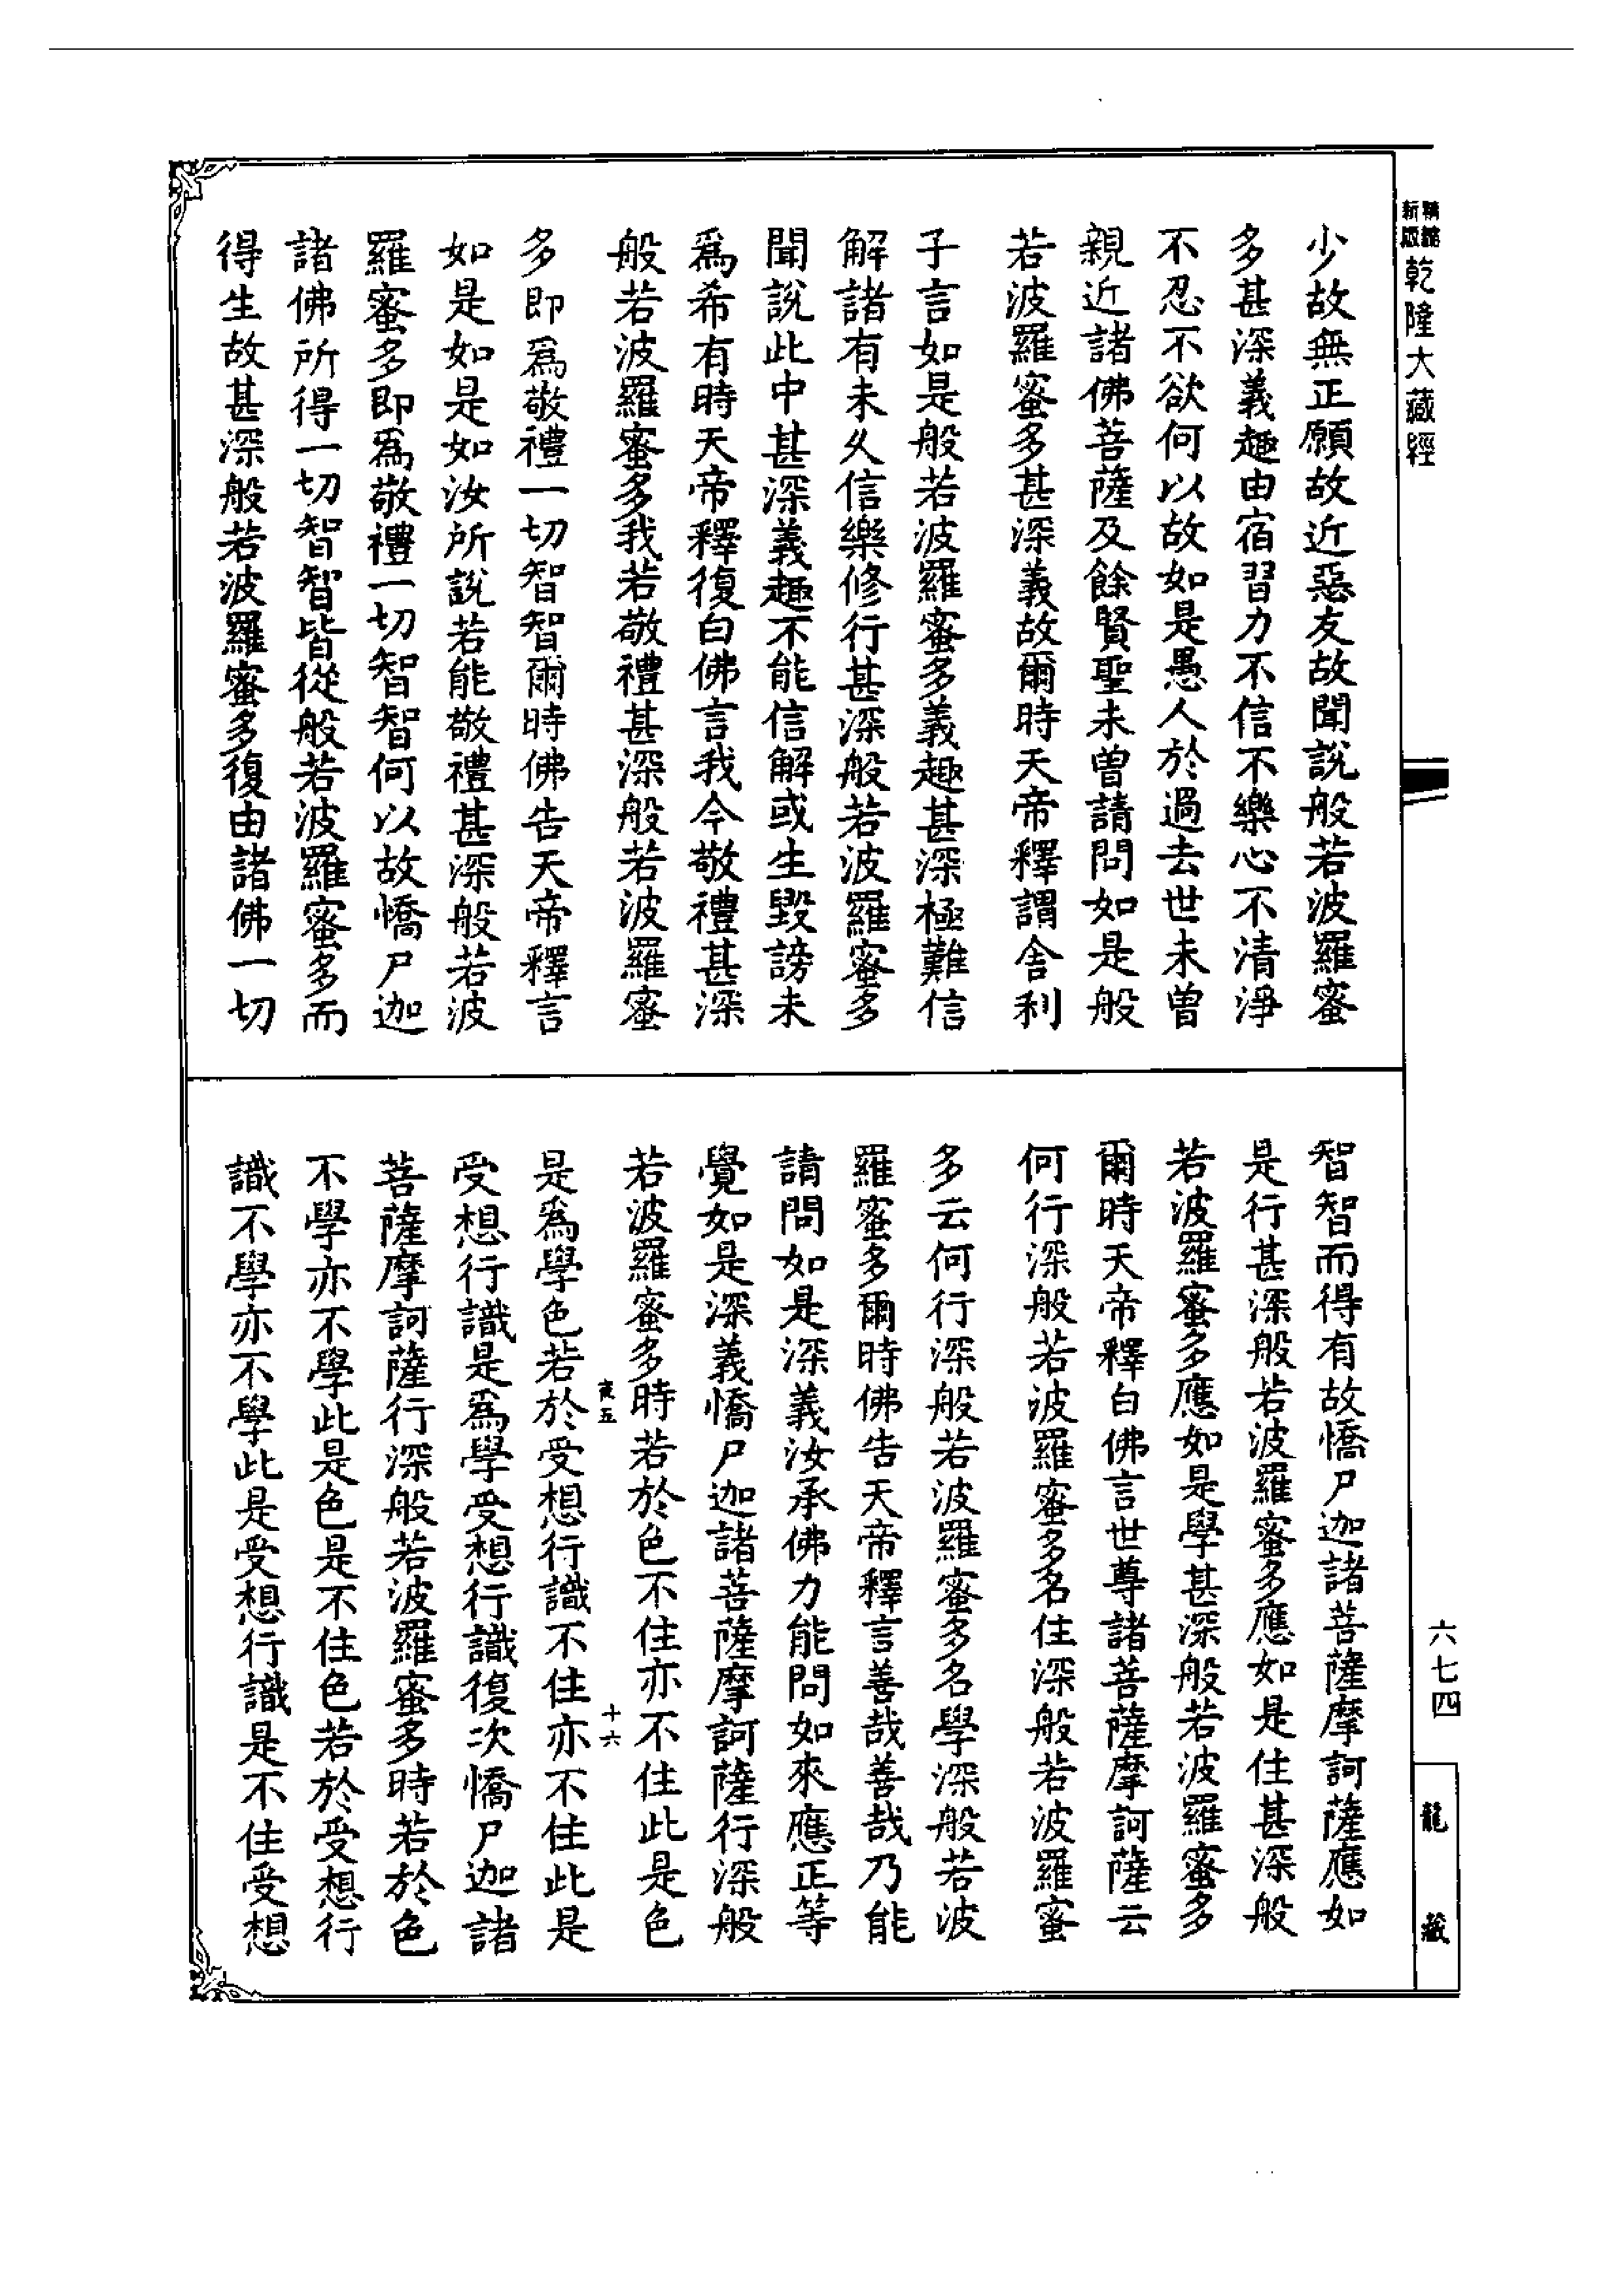 精縮新版乾隆大藏經
少故無正願故近惡友故聞說般若波羅蜜
多甚深義趣由宿習力不信不樂心不清淨
不忍不欲何以故如是愚人於過去世未曾
親近諸佛菩薩及餘賢聖未曾請問如是般
若波羅蜜多甚深義故爾時天帝釋謂舍利
子言如是般若波羅蜜多義趣甚深極難信
解諸有未久信樂修行甚深般若波羅蜜多
聞說此中甚深義趣不能信解或生毀謗未
爲希有時天帝釋復白佛言我今敬禮甚深
般若波羅蜜多我若敬禮甚深般若波羅蜜
多即爲敬禮一切智智爾時佛告天帝釋言
如是如是如汝所說若能敬禮甚深般若波
羅蜜多即爲敬禮一切智智何以故憍尸迦
諸佛所得一切智智皆從般若波羅蜜多而
得生故甚深般若波羅蜜多復由諸佛一切
智智而得有故憍尸迦諸菩薩摩訶薩應如
是行甚深般若波羅蜜多應如是住甚深般
若波羅蜜多應如是學甚深般若波羅蜜多
爾時天帝釋白佛言世尊諸菩薩摩訶薩云
何行深般若波羅蜜多名住深般若波羅蜜
多云何行深般若波羅蜜多名學深般若波
羅蜜多爾時佛告天帝釋言善哉善哉乃能
請問如是深義汝承佛力能問如來應正等
覺如是深義憍尸迦諸菩薩摩訶薩行深般
若波羅蜜多時若於色不住亦不住此是色
夜五 十六
是爲學色若於受想行識不住亦不住此是
受想行識是爲學受想行識復次憍尸迦諸
菩薩摩訶薩行深般若波羅蜜多時若於色
不學亦不學此是色是不住色若於受想行
識不學亦不學此是受想行識是不住受想
六七四
龍藏